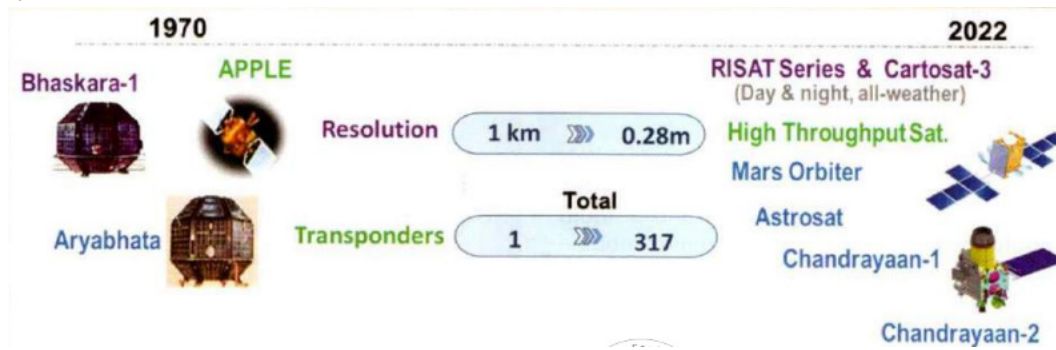 1970
2022
Bhaskara-1
APPLE
Aryabhata
Resolution
1 km
0.28m
Total
Transponders
1
317
RISAT Series & Cartosat-3
(Day & night, all-weather)
High Throughput Sat.
Mars Orbiter
Astrosat
Chandrayaan-1
Chandrayaan-2